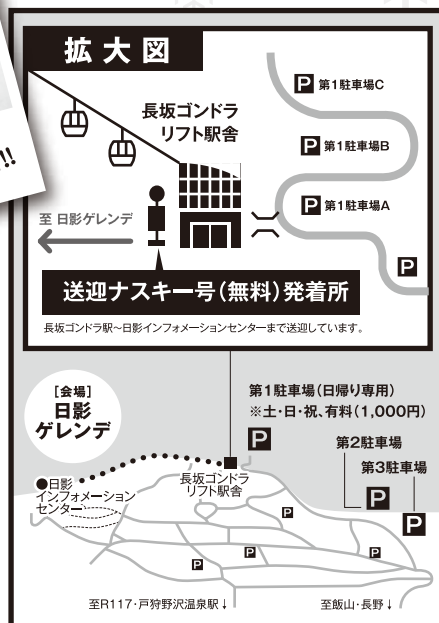 拡大図
長坂ゴンドラ
リフト駅舎
P 第1駐車場C
P 第1駐車場B
P 第1駐車場A
P
!!
至 日影ゲレンデ
送迎ナスキー号(無料)発着所
長坂ゴンドラ駅〜日影インフォメーションセンターまで送迎しています。
[会場]
日影
ゲレンデ
第1駐車場(日帰り専用)
※土・日・祝、有料(1,000円)
P
第2駐車場
P
第3駐車場
P
長坂ゴンドラ
リフト駅舎
●日影
インフォメーション
センター
P
P
P
P
至R117・戸狩野沢温泉駅↓
至飯山・長野↓